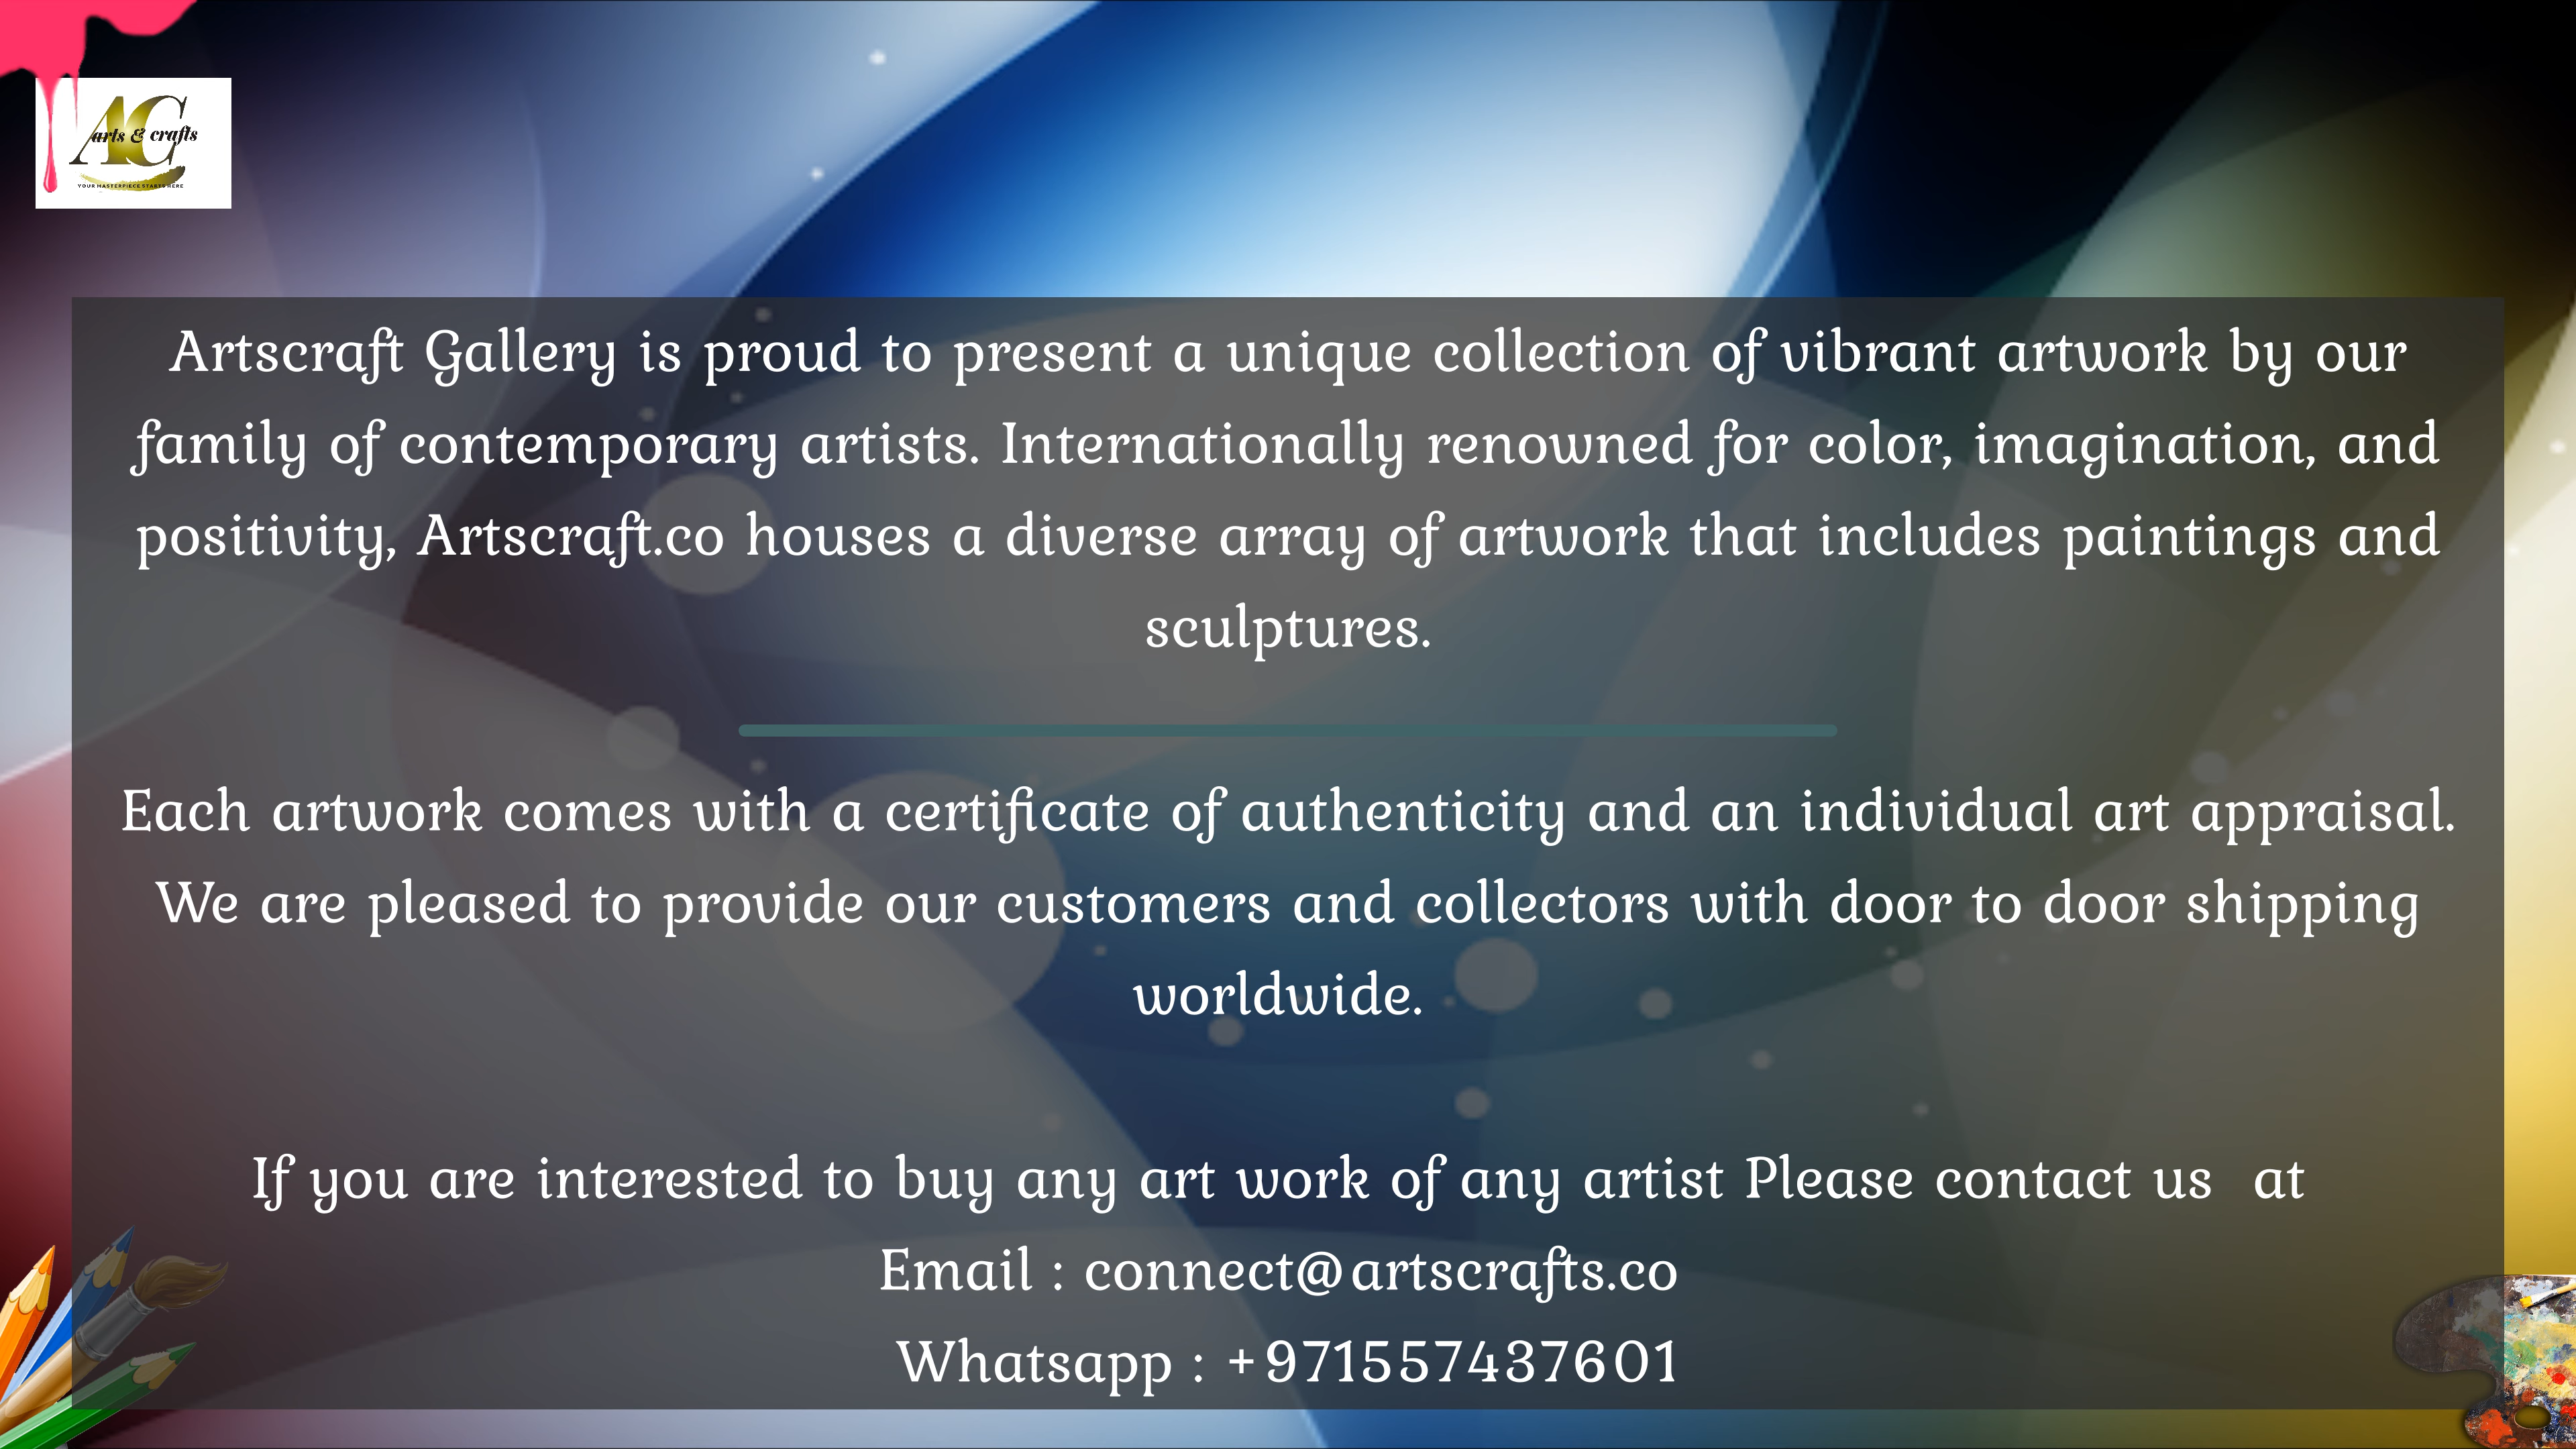 AC
arts & crafts
YOUR MASTERPIECE STARTS HERE
Artscraft Gallery is proud to present a unique collection of vibrant artwork by our
family of contemporary artists. Internationally renowned for color, imagination, and
positivity, Artscraft.co houses a diverse array of artwork that includes paintings and
sculptures.
Each artwork comes with a certificate of authenticity and an individual art appraisal.
We are pleased to provide our customers and collectors with door to door shipping
worldwide.
If you are interested to buy any art work of any artist Please contact us  at
Email : connect@artscrafts.co
Whatsapp : +971557437601